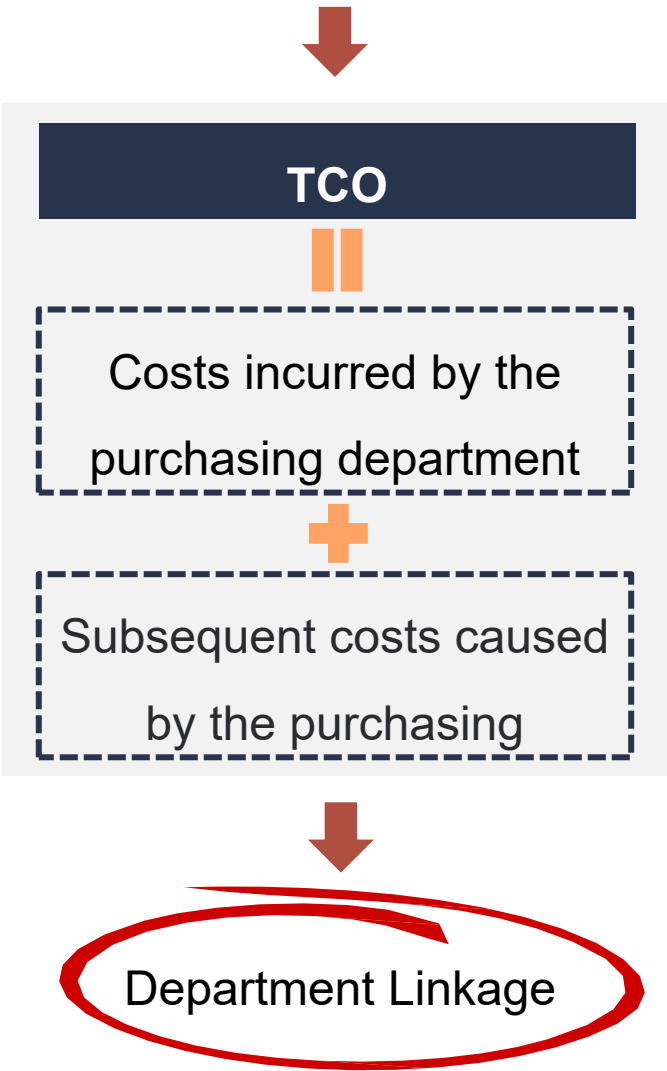 TCO
Costs incurred by the
purchasing department
Subsequent costs caused
by the purchasing
Department Linkage